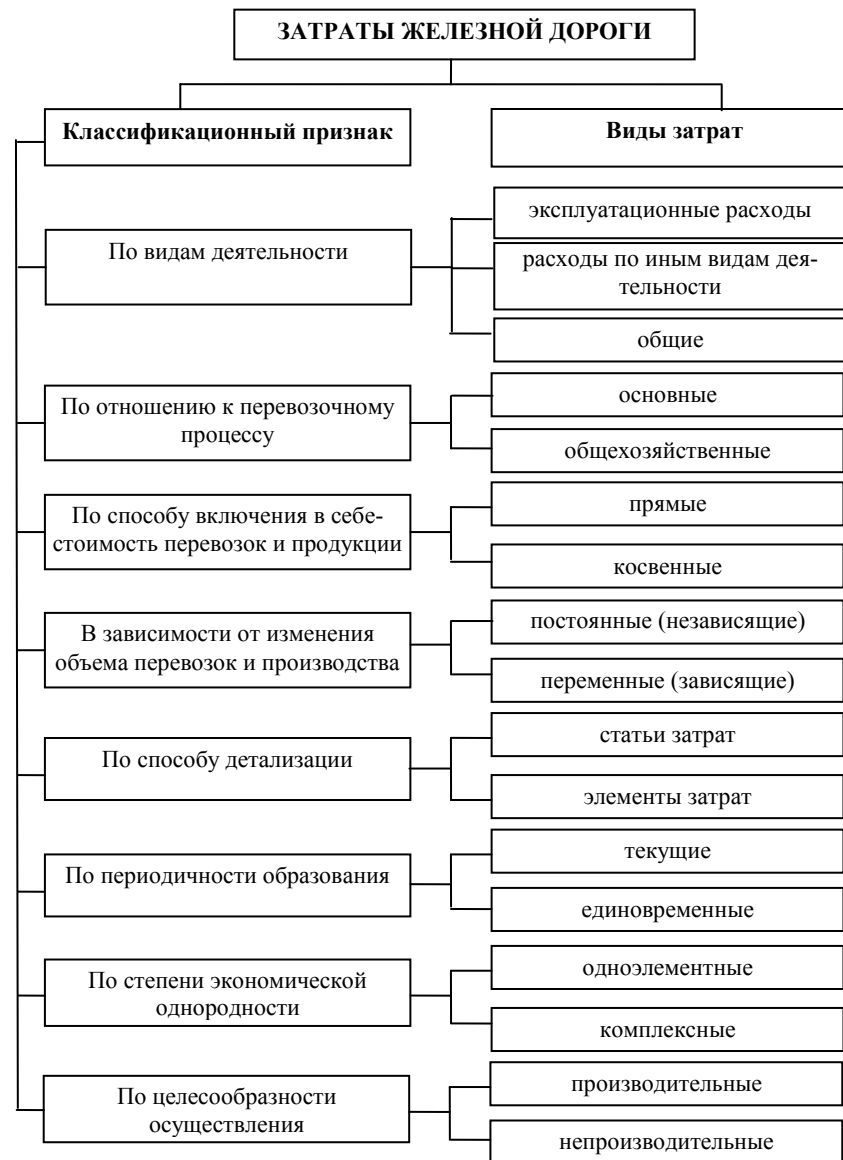 ЗАТРАТЫ ЖЕЛЕЗНОЙ ДОРОГИ
Классификационный признак
Виды затрат
По видам деятельности
эксплуатационные расходы
расходы по иным видам дея-
тельности
общие
По отношению к перевозочному
процессу
основные
общехозяйственные
По способу включения в себе-
стоимость перевозок и продукции
прямые
косвенные
В зависимости от изменения
объема перевозок и производства
постоянные (независящие)
переменные (зависящие)
По способу детализации
статьи затрат
элементы затрат
По периодичности образования
текущие
единовременные
По степени экономической
однородности
одноэлементные
комплексные
По целесообразности
осуществления
производительные
непроизводительные